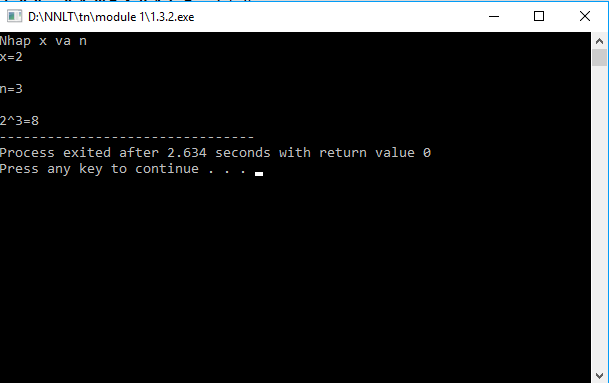 D:\NNLT\tn\module 1\1.3.2.exe
Nhap x va n
x=2
n=3
2^3=8
--------------------------------
Process exited after 2.634 seconds with return value 0
Press any key to continue . . .